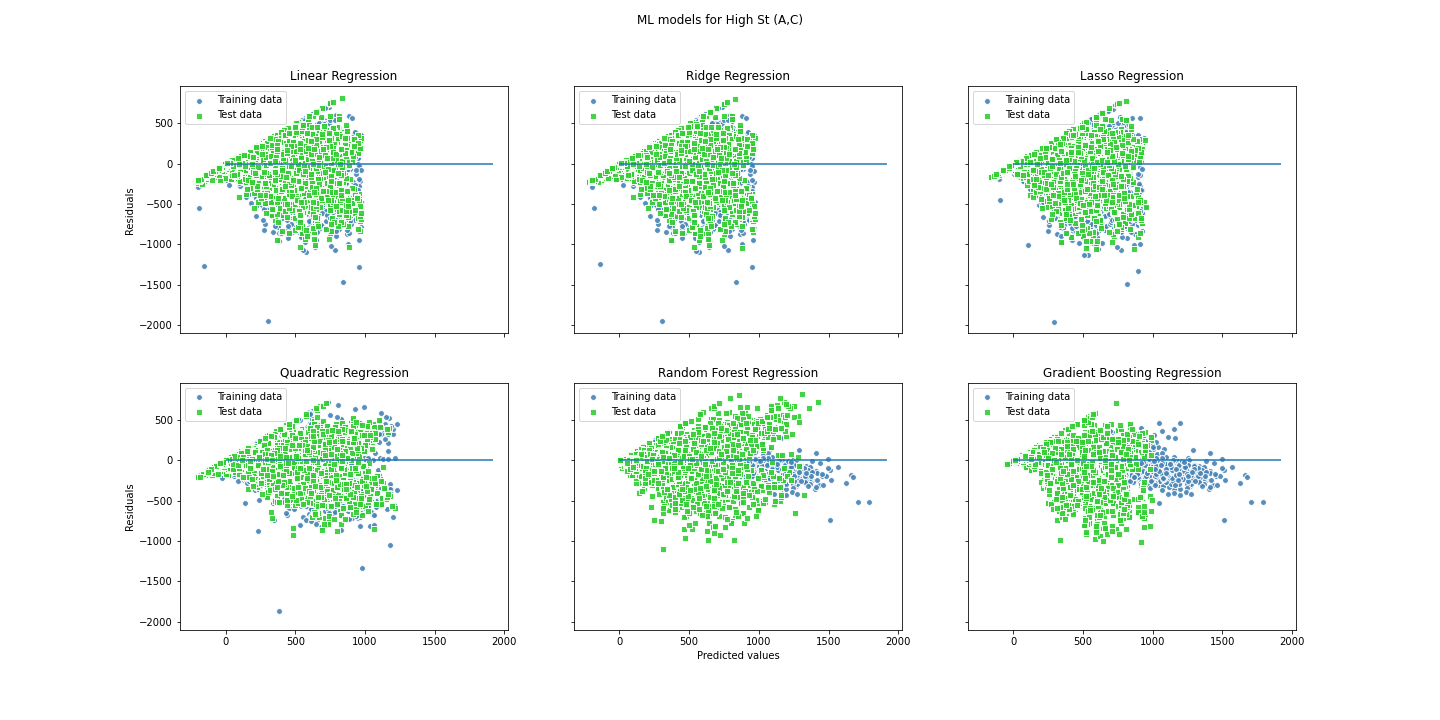 ML models for High St (A,C)
Linear Regression
Training data
Test data
500
0
−500
−1000
−1500
−2000
Residuals
Ridge Regression
Training data
Test data
Lasso Regression
Training data
Test data
Quadratic Regression
Training data
Test data
500
0
−500
−1000
−1500
−2000
Residuals
0 500 1000 1500 2000
Random Forest Regression
Training data
Test data
0 500 1000 1500 2000
Predicted values
Gradient Boosting Regression
Training data
Test data
0 500 1000 1500 2000